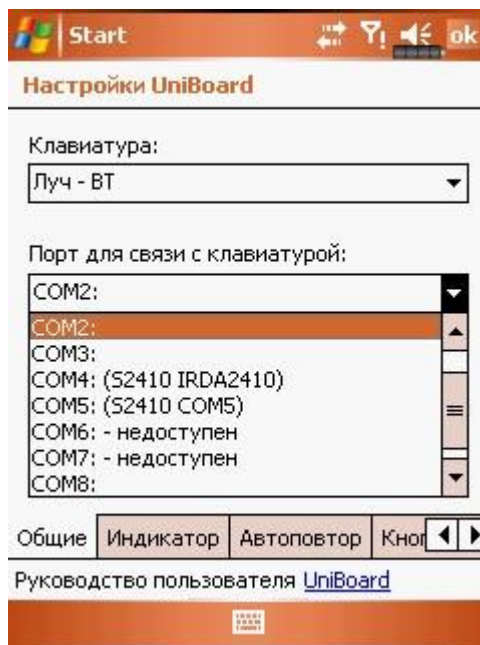 Start
ok
Настройки UniBoard
Клавиатура:
Луч - BT
Порт для связи с клавиатурой:
COM2:
COM2:
COM3:
COM4: (S2410 IRDA2410)
COM5: (S2410 COM5)
COM6: - недоступен
COM7: - недоступен
COM8:
Общие Индикатор Автоповтор Кног
Руководство пользователя UniBoard